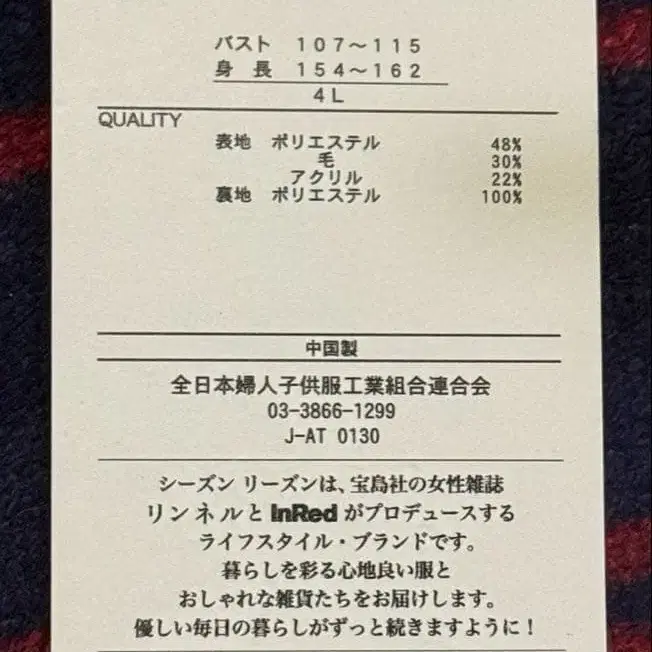 バスト 107〜115
身長 154〜162
4L
QUALITY
表地 ポリエステル 48%
毛 30%
アクリル 22%
裏地 ポリエステル 100%
中国製
全日本婦人子供服工業組合連合会
03-3866-1299
J-AT 0130
シーズン リーズンは、宝島社の女性雑誌
リンネルと InRed がプロデュースする
ライフスタイル・ブランドです。
暮らしを彩る心地良い服と
おしゃれな雑貨たちをお届けします。
優しい毎日の暮らしがずっと続きますように!